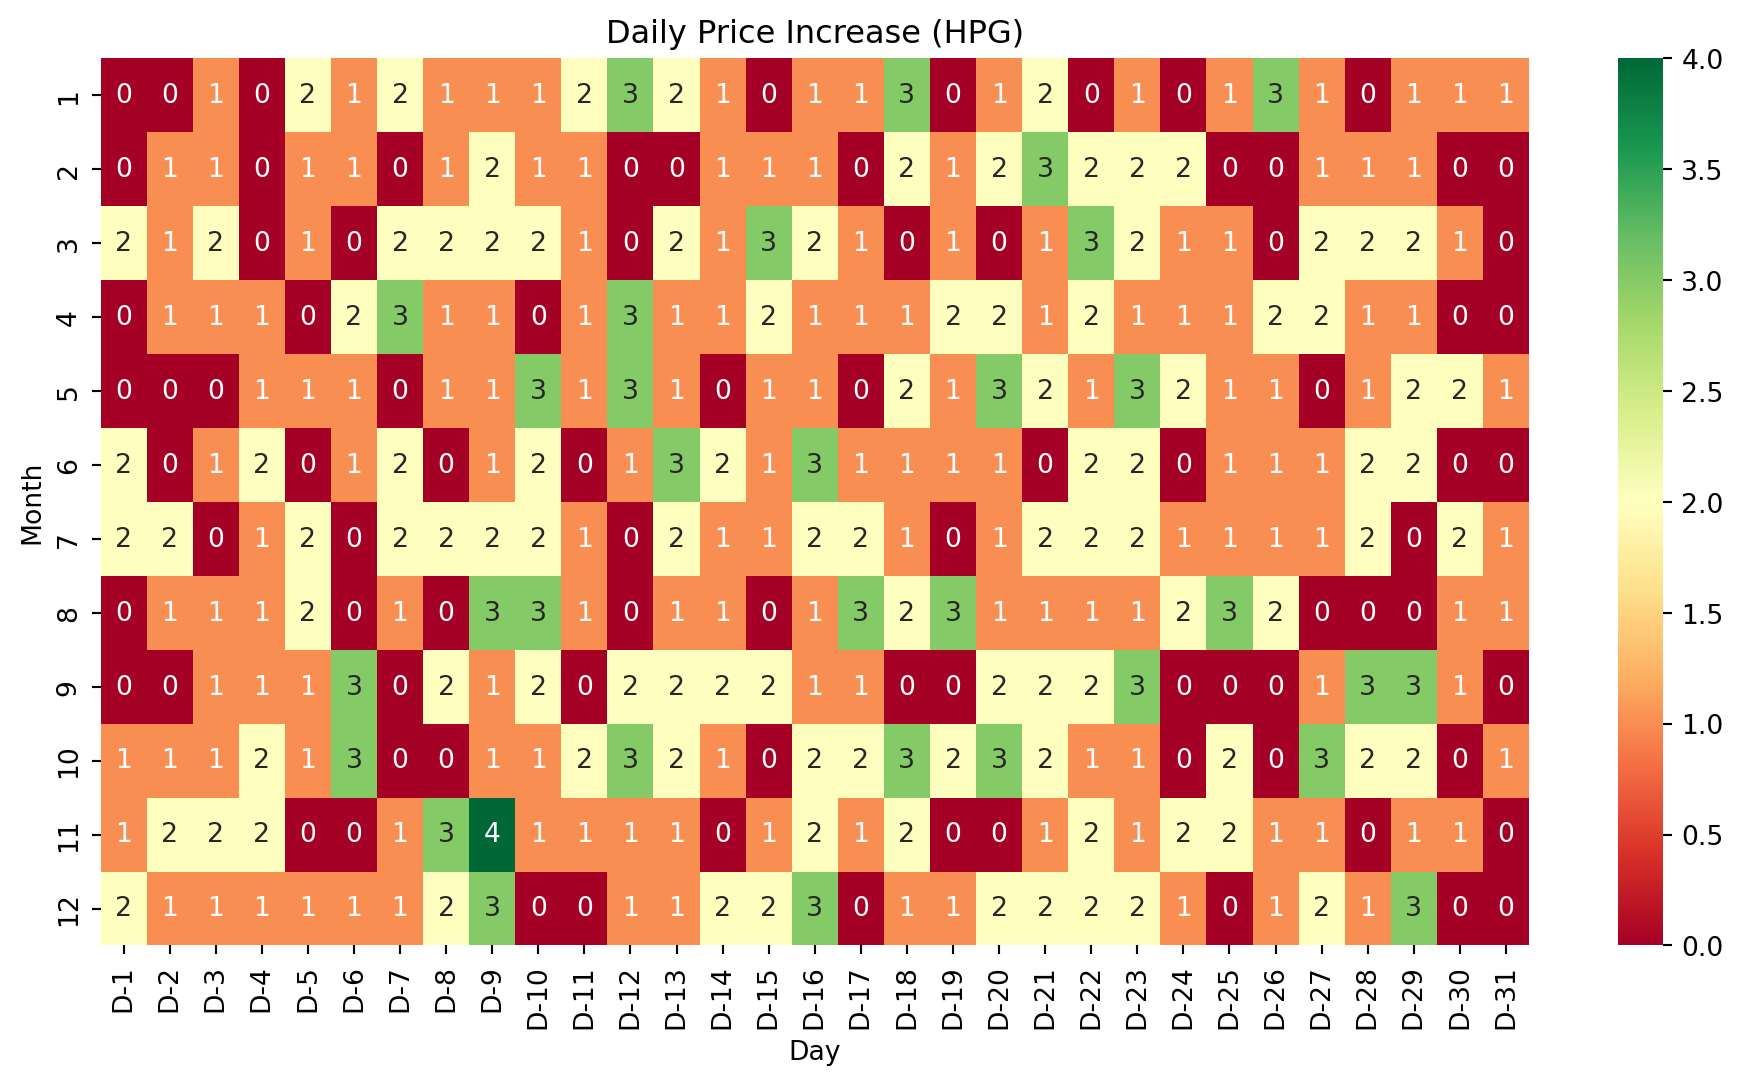 Daily Price Increase (HPG)
1 0 0 1 0 2 1 2 1 1 1 2 3 2 1 0 1 1 3 0 1 2 0 1 0 1 3 1 0 1 1 1
2 0 1 1 0 1 1 0 1 2 1 1 0 0 1 1 1 0 2 1 2 3 2 2 2 0 0 1 1 1 0 0
3 2 1 2 0 1 0 2 2 2 2 1 0 2 1 3 2 1 0 1 0 1 3 2 1 1 0 2 2 2 1 0
4 0 1 1 1 0 2 3 1 1 0 1 3 1 1 2 1 1 1 2 2 1 2 1 1 1 2 2 1 1 0 0
5 0 0 0 1 1 1 0 1 1 3 1 3 1 0 1 1 0 2 1 3 2 1 3 2 1 1 0 1 2 2 1
6 2 0 1 2 0 1 2 0 1 2 0 1 3 2 1 3 1 1 1 1 0 2 2 0 1 1 1 2 2 0 0
7 2 2 0 1 2 0 2 2 2 2 1 0 2 1 1 2 2 1 0 1 2 2 2 1 1 1 1 2 0 2 1
8 0 1 1 1 2 0 1 0 3 3 1 0 1 1 0 1 3 2 3 1 1 1 1 2 3 2 0 0 0 1 1
9 0 0 1 1 1 3 0 2 1 2 0 2 2 2 2 1 1 0 0 2 2 2 3 0 0 0 1 3 3 1 0
10 1 1 1 2 1 3 0 0 1 1 2 3 2 1 0 2 2 3 2 3 2 1 1 0 2 0 3 2 2 0 1
11 1 2 2 2 0 0 1 3 4 1 1 1 1 0 1 2 1 2 0 0 1 2 1 2 2 1 1 0 1 1 0
12 2 1 1 1 1 1 1 2 3 0 0 1 1 2 2 3 0 1 1 2 2 2 2 1 0 1 2 1 3 0 0
Month
D-1 D-2 D-3 D-4 D-5 D-6 D-7 D-8 D-9 D-10 D-11 D-12 D-13 D-14 D-15 D-16 D-17 D-18 D-19 D-20 D-21 D-22 D-23 D-24 D-25 D-26 D-27 D-28 D-29 D-30 D-31
Day
4.0
3.5
3.0
2.5
2.0
1.5
1.0
0.5
0.0